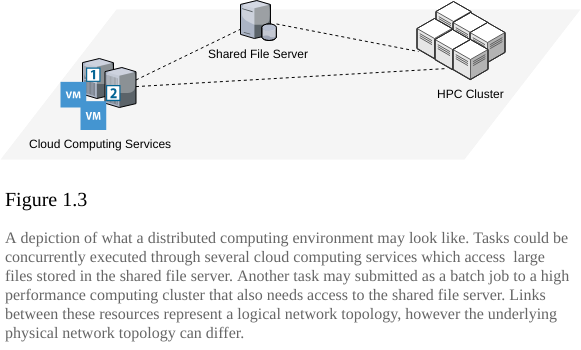 Shared File Server
HPC Cluster
1
2
VM
VM
Cloud Computing Services
Figure 1.3
A depiction of what a distributed computing environment may look like. Tasks could be
concurrently executed through several cloud computing services which access large
files stored in the shared file server. Another task may submitted as a batch job to a high
performance computing cluster that also needs access to the shared file server. Links
between these resources represent a logical network topology, however the underlying
physical network topology can differ.